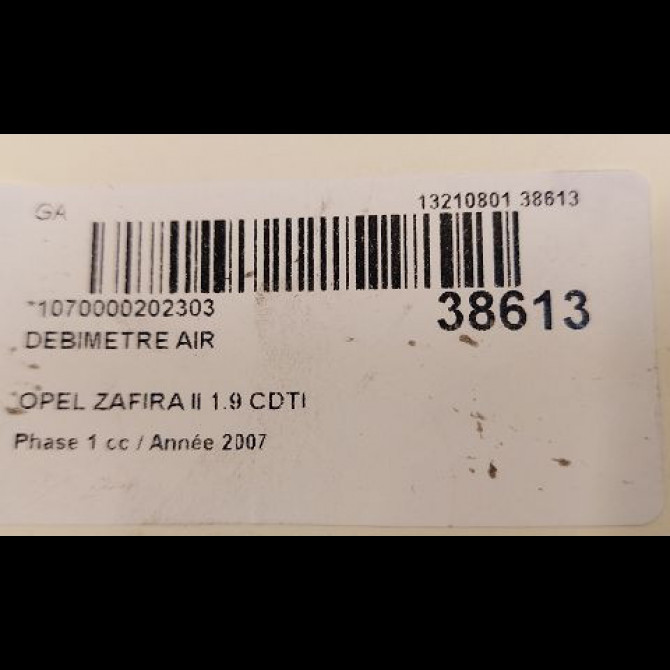 GA
13210801 38613
*1070000202303
38613
DEBIMETRE AIR
OPEL ZAFIRA II 1.9 CDTI
Phase 1 cc / Année 2007